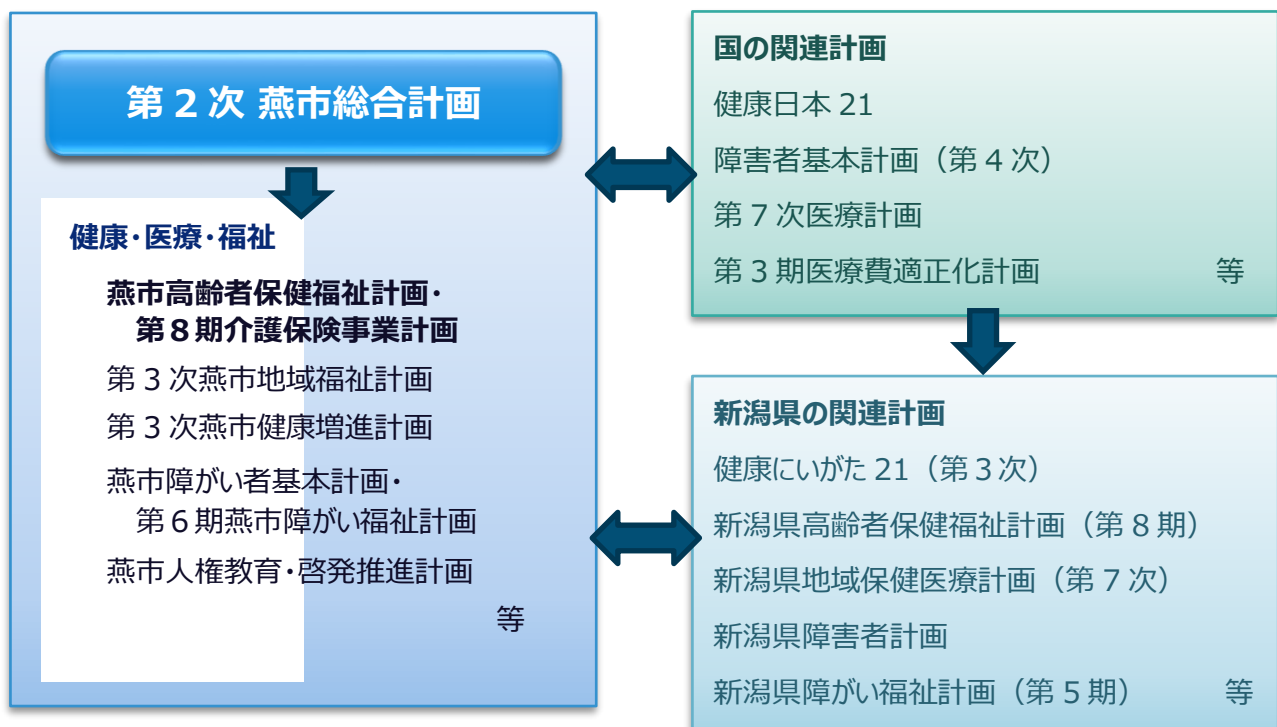 第２次 燕市総合計画
健康･医療･福祉
燕市高齢者保健福祉計画･
第８期介護保険事業計画
第３次燕市地域福祉計画
第３次燕市健康増進計画
燕市障がい者基本計画･
第６期燕市障がい福祉計画
燕市人権教育･啓発推進計画
等
国の関連計画
健康日本 21
障害者基本計画（第４次）
第７次医療計画
第３期医療費適正化計画 等
新潟県の関連計画
健康にいがた 21（第３次）
新潟県高齢者保健福祉計画（第８期）
新潟県地域保健医療計画（第７次）
新潟県障害者計画
新潟県障がい福祉計画（第５期） 等